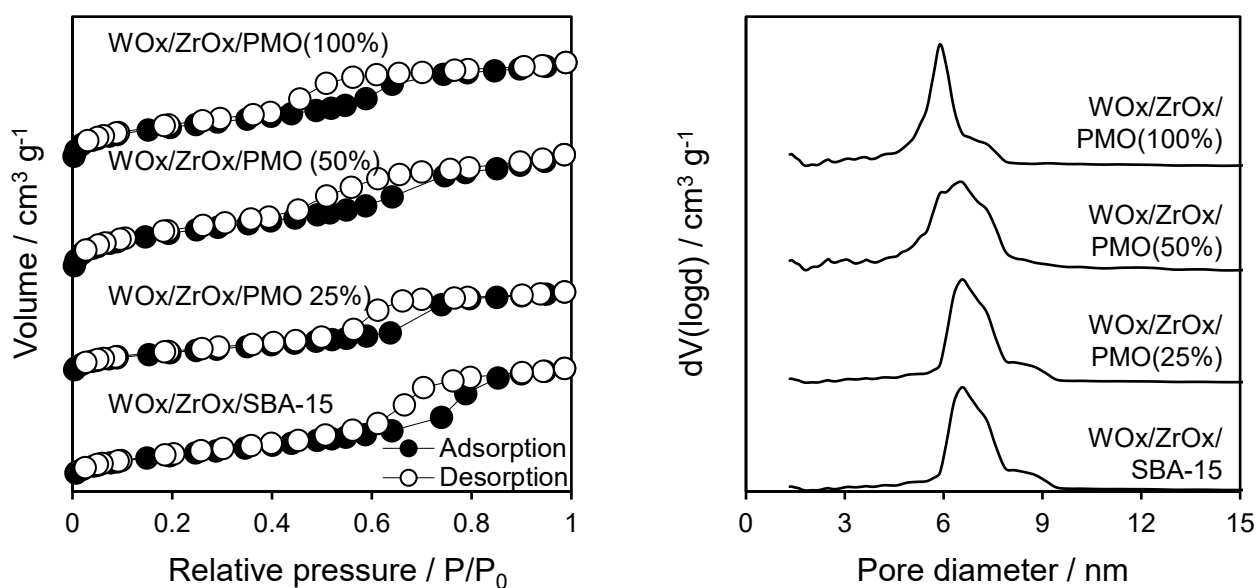 Volume / cm³ g⁻¹
WOx/ZrOx/PMO(100%)
WOx/ZrOx/PMO (50%)
WOx/ZrOx/PMO 25%)
WOx/ZrOx/SBA-15
Adsorption
Desorption
0 0.2 0.4 0.6 0.8 1
Relative pressure / P/P₀
dV(logd) / cm³ g⁻¹
WOx/ZrOx/
PMO(100%)
WOx/ZrOx/
PMO(50%)
WOx/ZrOx/
PMO(25%)
WOx/ZrOx/
SBA-15
0 3 6 9 12 15
Pore diameter / nm